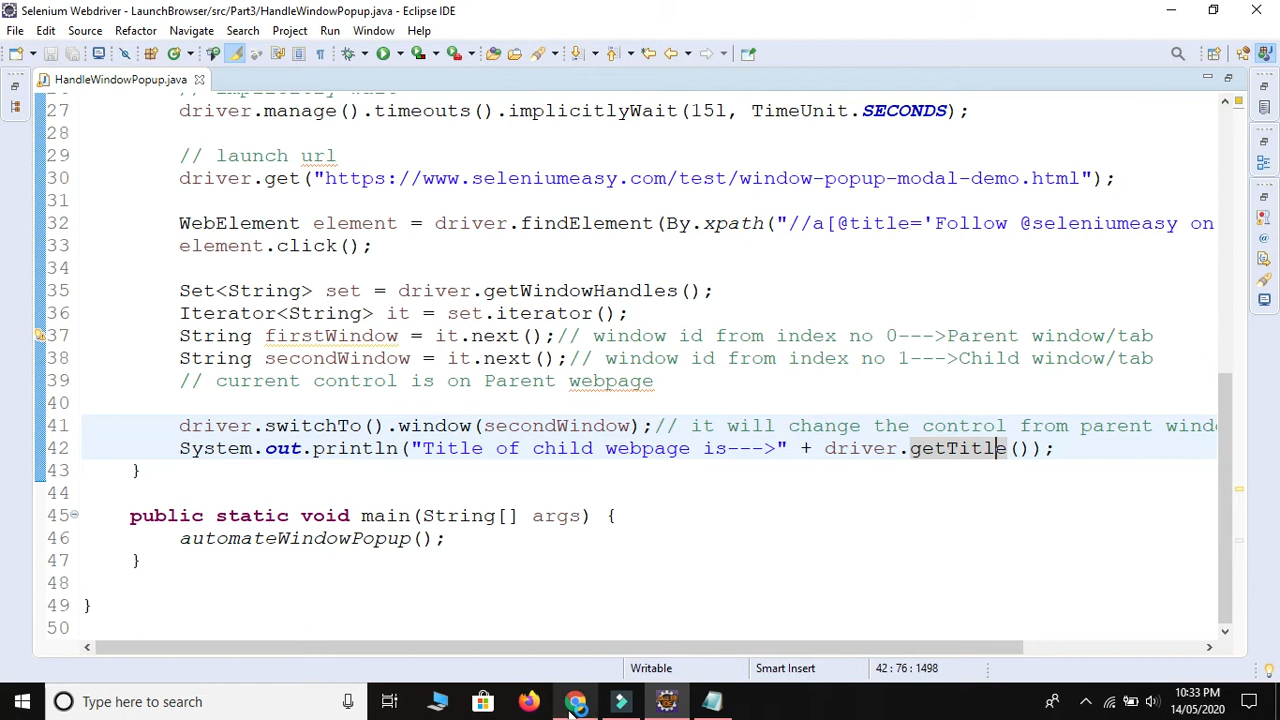 Selenium Webdriver - LaunchBrowser/src/Part3/HandleWindowPopup.java - Eclipse IDE
File Edit Source Refactor Navigate Search Project Run Window Help
HandleWindowPopup.java
27 driver.manage().timeouts().implicitlyWait(15l, TimeUnit.SECONDS);
28
29 // launch url
30 driver.get("https://www.seleniumeasy.com/test/window-popup-modal-demo.html");
31
32 WebElement element = driver.findElement(By.xpath("//a[@title='Follow @seleniumeasy on
33 element.click();
34
35 Set<String> set = driver.getWindowHandles();
36 Iterator<String> it = set.iterator();
37 String firstWindow = it.next();// window id from index no 0--->Parent window/tab
38 String secondWindow = it.next();// window id from index no 1--->Child window/tab
39 // current control is on Parent webpage
40
41 driver.switchTo().window(secondWindow);// it will change the control from parent wind
42 System.out.println("Title of child webpage is--->" + driver.getTitle());
43 }
44
45 public static void main(String[] args) {
46 automateWindowPopup();
47 }
48
49 }
50
Writable Smart Insert 42 : 76 : 1498
Type here to search
10:33 PM
14/05/2020